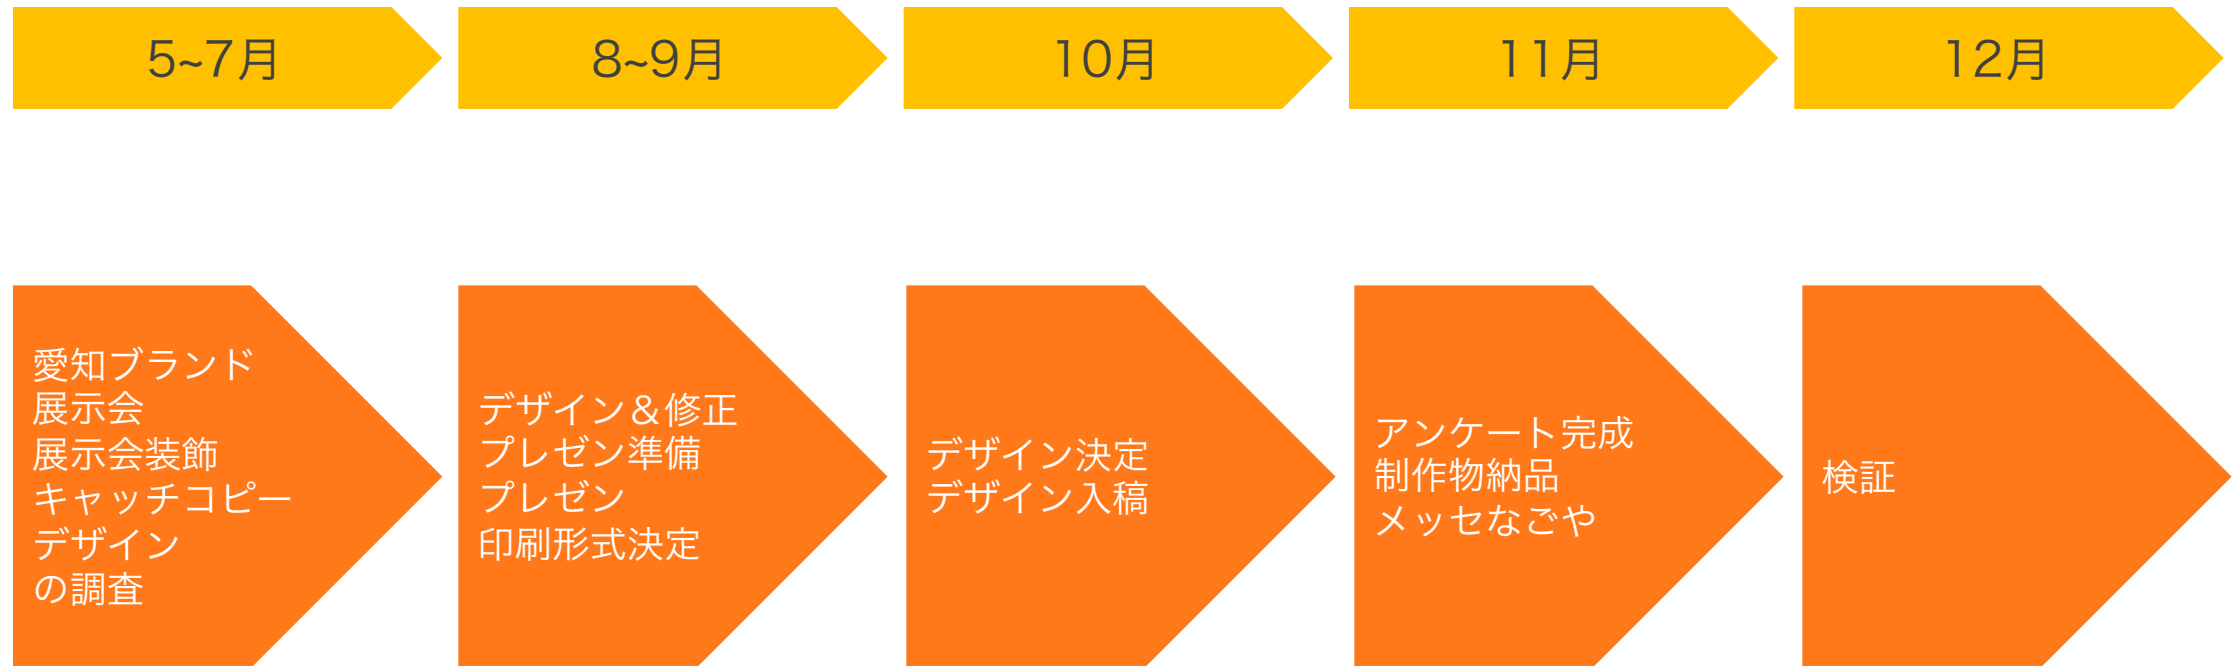 5~7月
8~9月
10月
11月
12月
愛知ブランド
展示会
展示会装飾
キャッチコピー
デザイン
の調査
デザイン＆修正
プレゼン準備
プレゼン
印刷形式決定
デザイン決定
デザイン入稿
アンケート完成
制作物納品
メッセなごや
検証